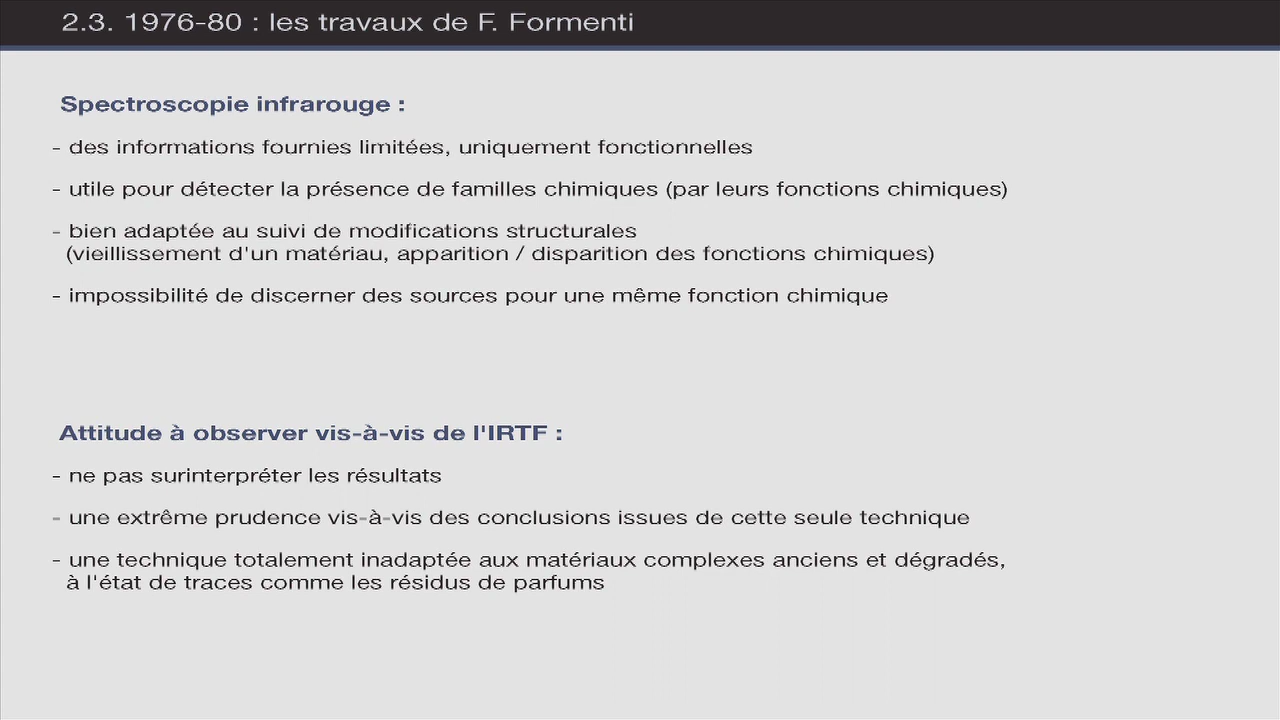 2.3. 1976-80 : les travaux de F. Formenti
Spectroscopie infrarouge :
- des informations fournies limitées, uniquement fonctionnelles
- utile pour détecter la présence de familles chimiques (par leurs fonctions chimiques)
- bien adaptée au suivi de modifications structurales
(vieillissement d'un matériau, apparition / disparition des fonctions chimiques)
- impossibilité de discerner des sources pour une même fonction chimique
Attitude à observer vis-à-vis de l'IRTF :
- ne pas surinterpréter les résultats
- une extrême prudence vis-à-vis des conclusions issues de cette seule technique
- une technique totalement inadaptée aux matériaux complexes anciens et dégradés,
à l'état de traces comme les résidus de parfums